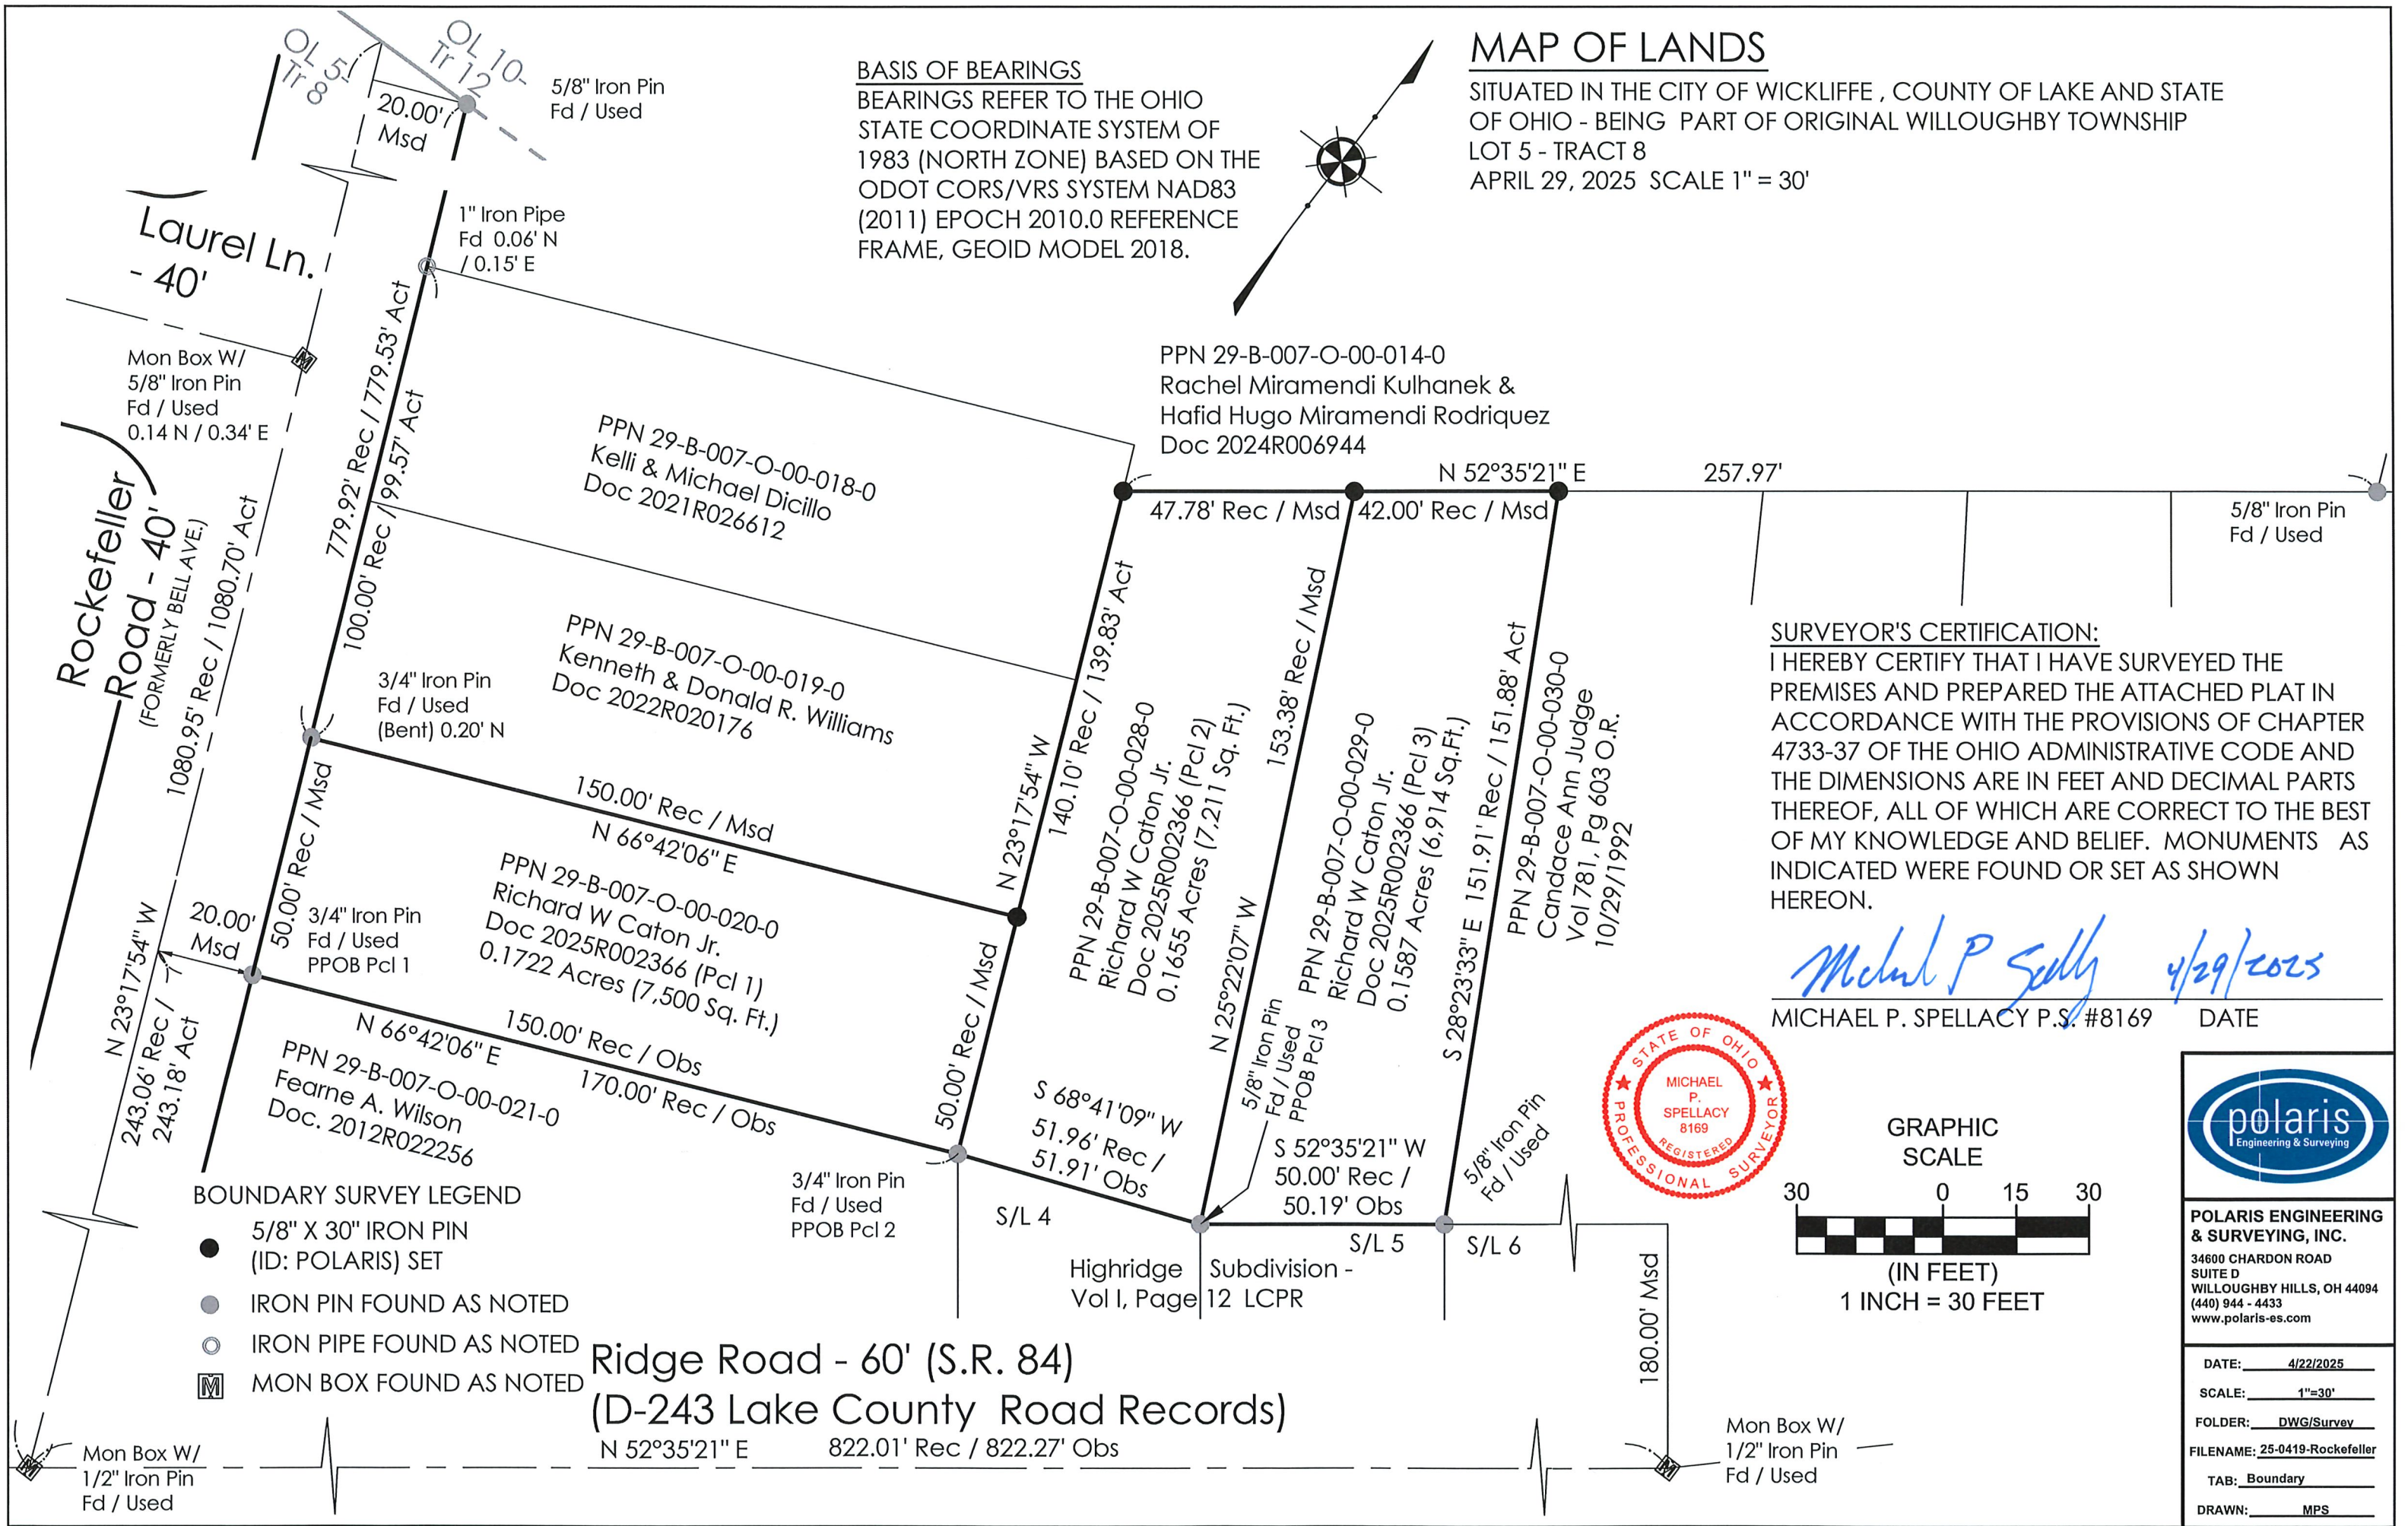 MAP OF LANDS
SITUATED IN THE CITY OF WICKLIFFE , COUNTY OF LAKE AND STATE
OF OHIO - BEING PART OF ORIGINAL WILLOUGHBY TOWNSHIP
LOT 5 - TRACT 8
APRIL 29, 2025 SCALE 1" = 30'
BASIS OF BEARINGS
BEARINGS REFER TO THE OHIO
STATE COORDINATE SYSTEM OF
1983 (NORTH ZONE) BASED ON THE
ODOT CORS/VRS SYSTEM NAD83
(2011) EPOCH 2010.0 REFERENCE
FRAME, GEOID MODEL 2018.
OL 5-
Tr 8
OL 10-
Tr 12
5/8" Iron Pin
Fd / Used
20.00'
Msd
1" Iron Pipe
Fd 0.06' N
/ 0.15' E
Laurel Ln.
- 40'
Mon Box W/
5/8" Iron Pin
Fd / Used
0.14 N / 0.34' E
779.92' Rec / 779.53' Act
100.00' Rec / 99.57' Act
Rockefeller
Road - 40'
(FORMERLY BELL AVE.)
1080.95' Rec / 1080.70' Act
PPN 29-B-007-O-00-018-0
Kelli & Michael Dicillo
Doc 2021R026612
PPN 29-B-007-O-00-014-0
Rachel Miramendi Kulhanek &
Hafid Hugo Miramendi Rodriquez
Doc 2024R006944
N 52°35'21" E
257.97'
47.78' Rec / Msd
42.00' Rec / Msd
5/8" Iron Pin
Fd / Used
PPN 29-B-007-O-00-019-0
Kenneth & Donald R. Williams
Doc 2022R020176
3/4" Iron Pin
Fd / Used
(Bent) 0.20' N
150.00' Rec / Msd
N 66°42'06" E
50.00' Rec / Msd
PPN 29-B-007-O-00-020-0
Richard W Caton Jr.
Doc 2025R002366 (Pcl 1)
0.1722 Acres (7,500 Sq. Ft.)
3/4" Iron Pin
Fd / Used
PPOB Pcl 1
20.00'
Msd
N 23°17'54" W
243.06' Rec /
243.18' Act
N 66°42'06" E
150.00' Rec / Obs
170.00' Rec / Obs
PPN 29-B-007-O-00-021-0
Fearne A. Wilson
Doc. 2012R022256
N 23°17'54" W
140.10' Rec / 139.83' Act
50.00' Rec / Msd
PPN 29-B-007-O-00-028-0
Richard W Caton Jr.
Doc 2025R002366 (Pcl 2)
0.1655 Acres (7,211 Sq. Ft.)
N 25°22'07" W
153.38' Rec / Msd
PPN 29-B-007-O-00-029-0
Richard W Caton Jr.
Doc 2025R002366 (Pcl 3)
0.1587 Acres (6,914 Sq.Ft.)
S 28°23'33" E 151.91' Rec / 151.88' Act
PPN 29-B-007-O-00-030-0
Candace Ann Judge
Vol 781, Pg 603 O.R.
10/29/1992
5/8" Iron Pin
Fd / Used
PPOB Pcl 3
S 68°41'09" W
51.96' Rec /
51.91' Obs
S 52°35'21" W
50.00' Rec /
50.19' Obs
5/8" Iron Pin
Fd / Used
3/4" Iron Pin
Fd / Used
PPOB Pcl 2
S/L 4
S/L 5
S/L 6
Highridge Subdivision -
Vol I, Page 12 LCPR
180.00' Msd
BOUNDARY SURVEY LEGEND
5/8" X 30" IRON PIN
(ID: POLARIS) SET
IRON PIN FOUND AS NOTED
IRON PIPE FOUND AS NOTED
M MON BOX FOUND AS NOTED
Ridge Road - 60' (S.R. 84)
(D-243 Lake County Road Records)
N 52°35'21" E
822.01' Rec / 822.27' Obs
Mon Box W/
1/2" Iron Pin
Fd / Used
Mon Box W/
1/2" Iron Pin
Fd / Used
SURVEYOR'S CERTIFICATION:
I HEREBY CERTIFY THAT I HAVE SURVEYED THE
PREMISES AND PREPARED THE ATTACHED PLAT IN
ACCORDANCE WITH THE PROVISIONS OF CHAPTER
4733-37 OF THE OHIO ADMINISTRATIVE CODE AND
THE DIMENSIONS ARE IN FEET AND DECIMAL PARTS
THEREOF, ALL OF WHICH ARE CORRECT TO THE BEST
OF MY KNOWLEDGE AND BELIEF. MONUMENTS AS
INDICATED WERE FOUND OR SET AS SHOWN
HEREON.
4/29/2025
MICHAEL P. SPELLACY P.S. #8169 DATE
STATE OF OHIO
MICHAEL
P.
SPELLACY
8169
REGISTERED
PROFESSIONAL SURVEYOR
GRAPHIC
SCALE
30 0 15 30
(IN FEET)
1 INCH = 30 FEET
polaris
Engineering & Surveying
POLARIS ENGINEERING
& SURVEYING, INC.
34600 CHARDON ROAD
SUITE D
WILLOUGHBY HILLS, OH 44094
(440) 944 - 4433
www.polaris-es.com
DATE: 4/22/2025
SCALE: 1"=30'
FOLDER: DWG/Survey
FILENAME: 25-0419-Rockefeller
TAB: Boundary
DRAWN: MPS